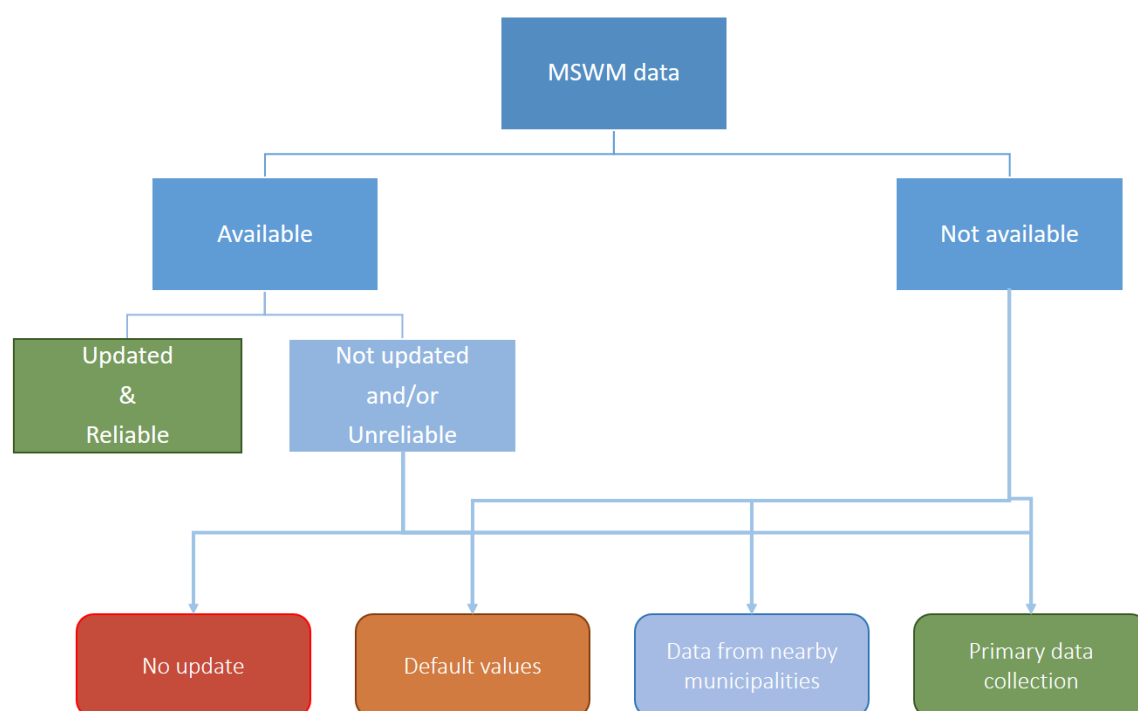 MSWM data
Available
Not available
Updated
&
Reliable
Not updated
and/or
Unreliable
No update
Default values
Data from nearby
municipalities
Primary data
collection